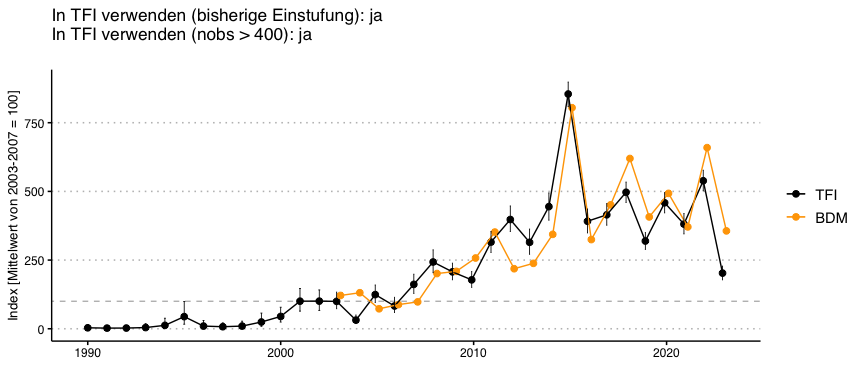 In TFI verwenden (bisherige Einstufung): ja
In TFI verwenden (nobs > 400): ja
Index [Mittelwert von 2003-2007 = 100]
750
500
250
0
1990
2000
2010
2020
TFI
BDM